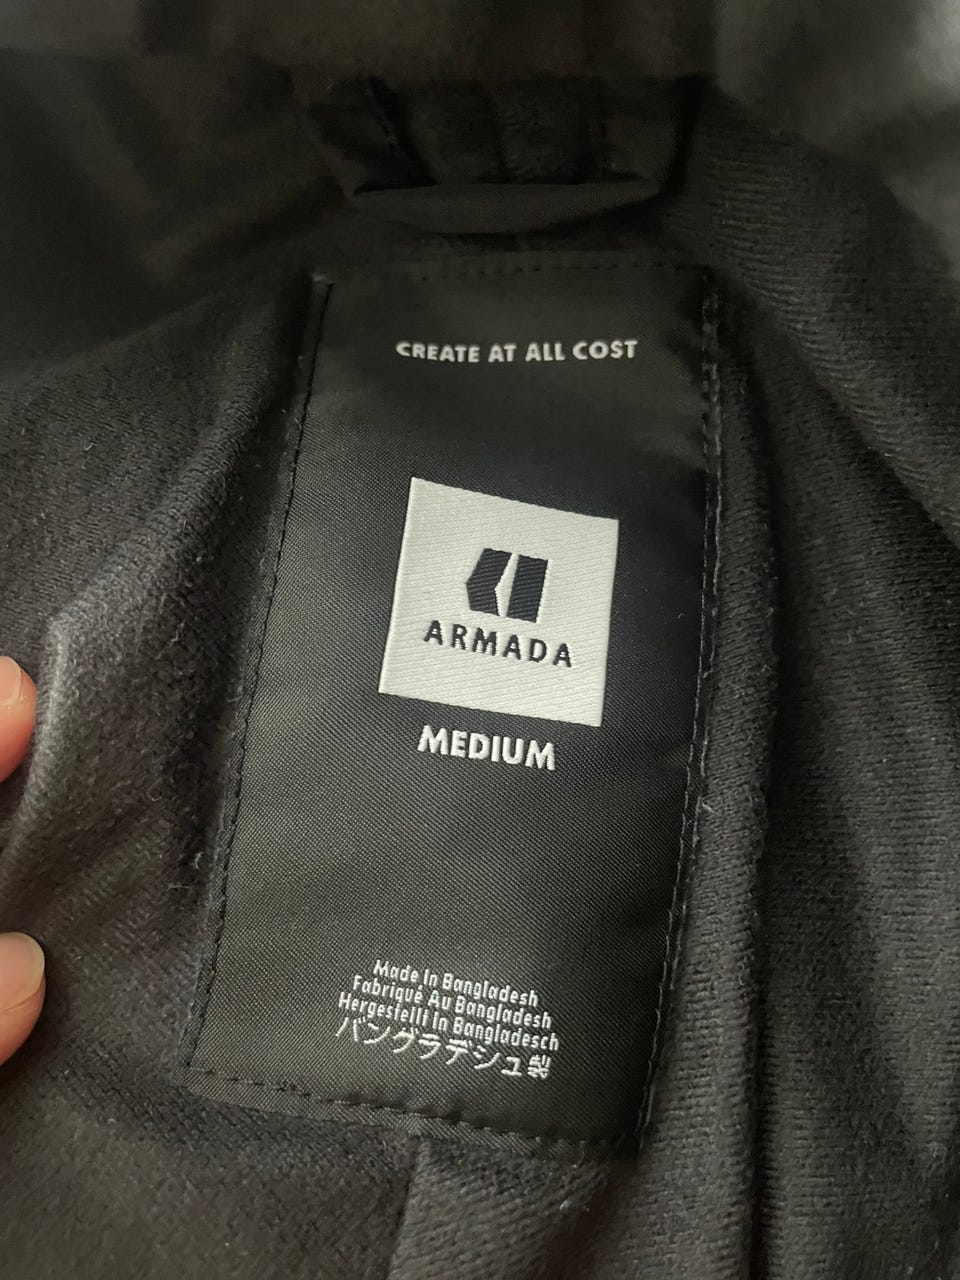 CREATE AT ALL COST
ARMADA
MEDIUM
Made In Bangladesh
Fabriqué Au Bangladesh
Hergestellt In Bangladesch
バングラデシュ製